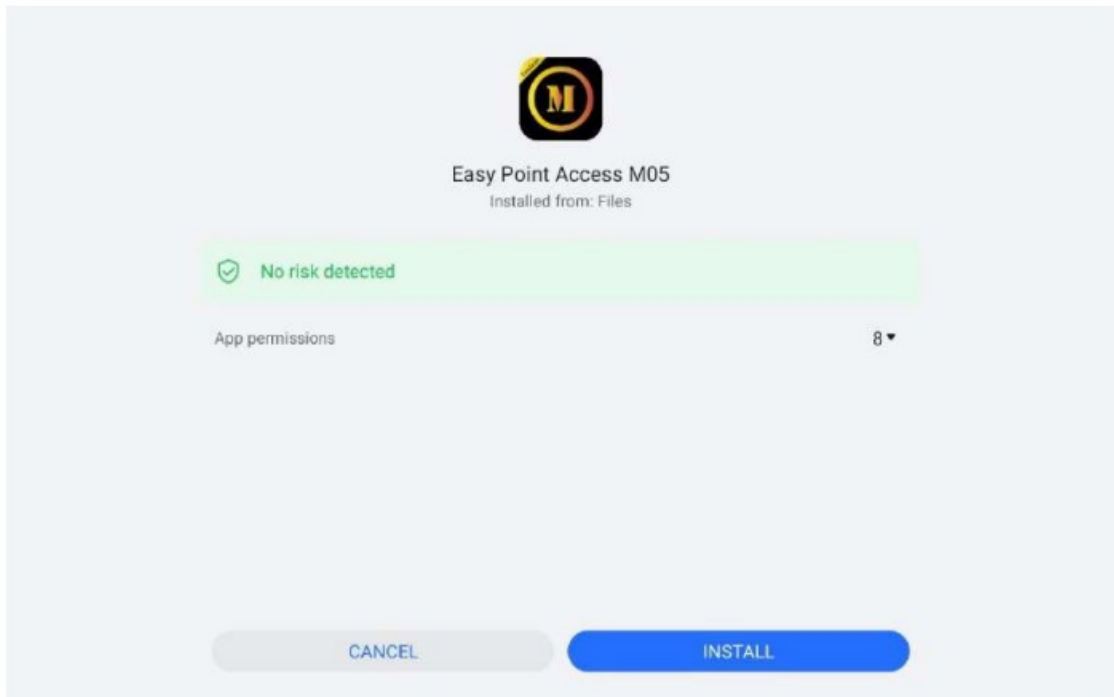 M
Easy Point Access M05
Installed from: Files
No risk detected
App permissions
8
CANCEL
INSTALL